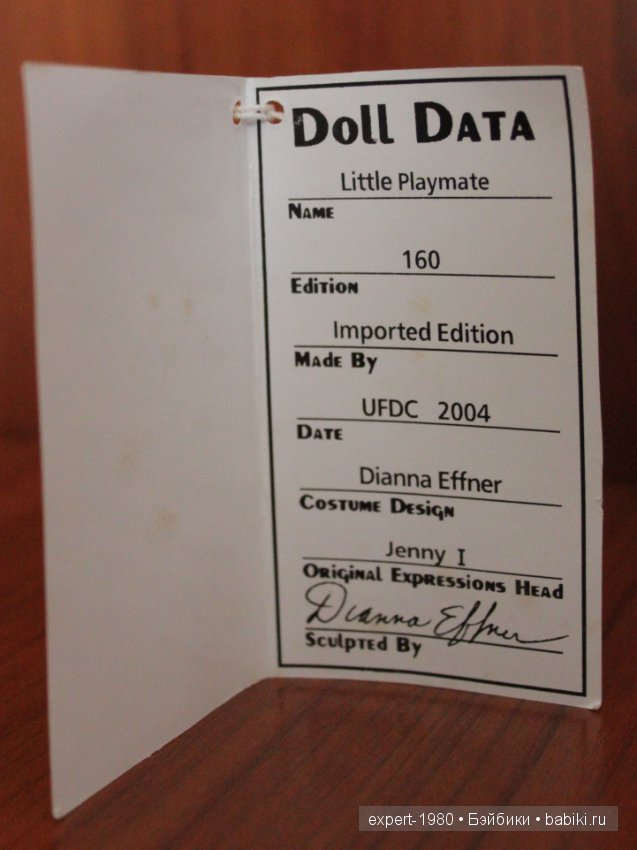 Doll Data
Little Playmate
Name
160
Edition
Imported Edition
Made By
UFDC 2004
Date
Dianna Effner
Costume Design
Jenny I
Original Expressions Head
Dianna Effner
Sculpted By
expert-1980 • Бэйбики • babiki.ru